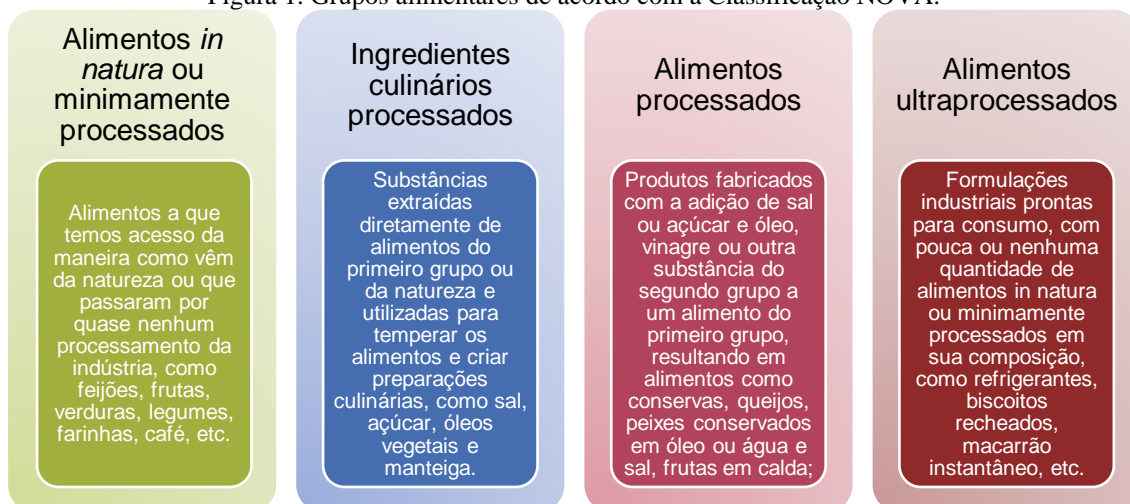 Figura 1. Grupos alimentares de acordo com a Classificação NOVA.
Alimentos in
natura ou
minimamente
processados
Alimentos a que
temos acesso da
maneira como vêm
da natureza ou que
passaram por
quase nenhum
processamento da
indústria, como
feijões, frutas,
verduras, legumes,
farinhas, café, etc.
Ingredientes
culinários
processados
Substâncias
extraídas
diretamente de
alimentos do
primeiro grupo ou
da natureza e
utilizadas para
temperar os
alimentos e criar
preparações
culinárias, como sal,
açúcar, óleos
vegetais e
manteiga.
Alimentos
processados
Produtos fabricados
com a adição de sal
ou açúcar e óleo,
vinagre ou outra
substância do
segundo grupo a
um alimento do
primeiro grupo,
resultando em
alimentos como
conservas, queijos,
peixes conservados
em óleo ou água e
sal, frutas em calda;
Alimentos
ultraprocessados
Formulações
industriais prontas
para consumo, com
pouca ou nenhuma
quantidade de
alimentos in natura
ou minimamente
processados em
sua composição,
como refrigerantes,
biscoitos
recheados,
macarrão
instantâneo, etc.